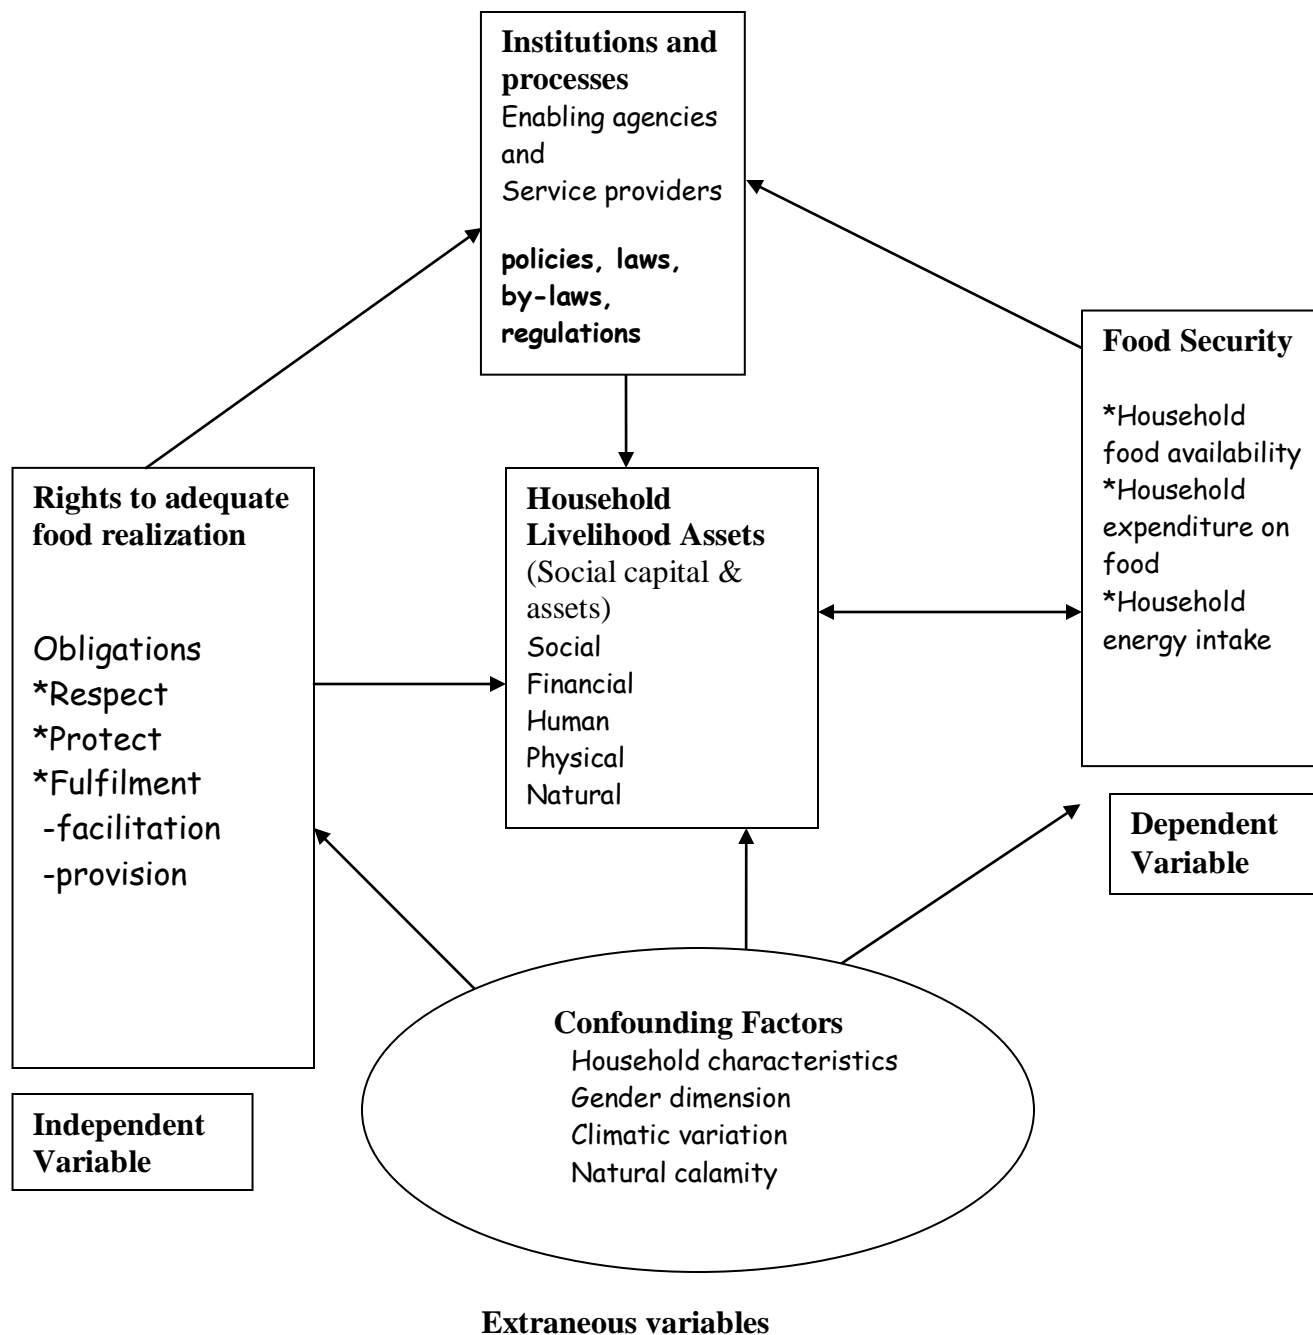 Institutions and
processes
Enabling agencies
and
Service providers
policies, laws,
by-laws,
regulations
Food Security
*Household
food availability
*Household
expenditure on
food
*Household
energy intake
Rights to adequate
food realization
Obligations
*Respect
*Protect
*Fulfilment
-facilitation
-provision
Household
Livelihood Assets
(Social capital &
assets)
Social
Financial
Human
Physical
Natural
Dependent
Variable
Confounding Factors
Household characteristics
Gender dimension
Climatic variation
Natural calamity
Independent
Variable
Extraneous variables